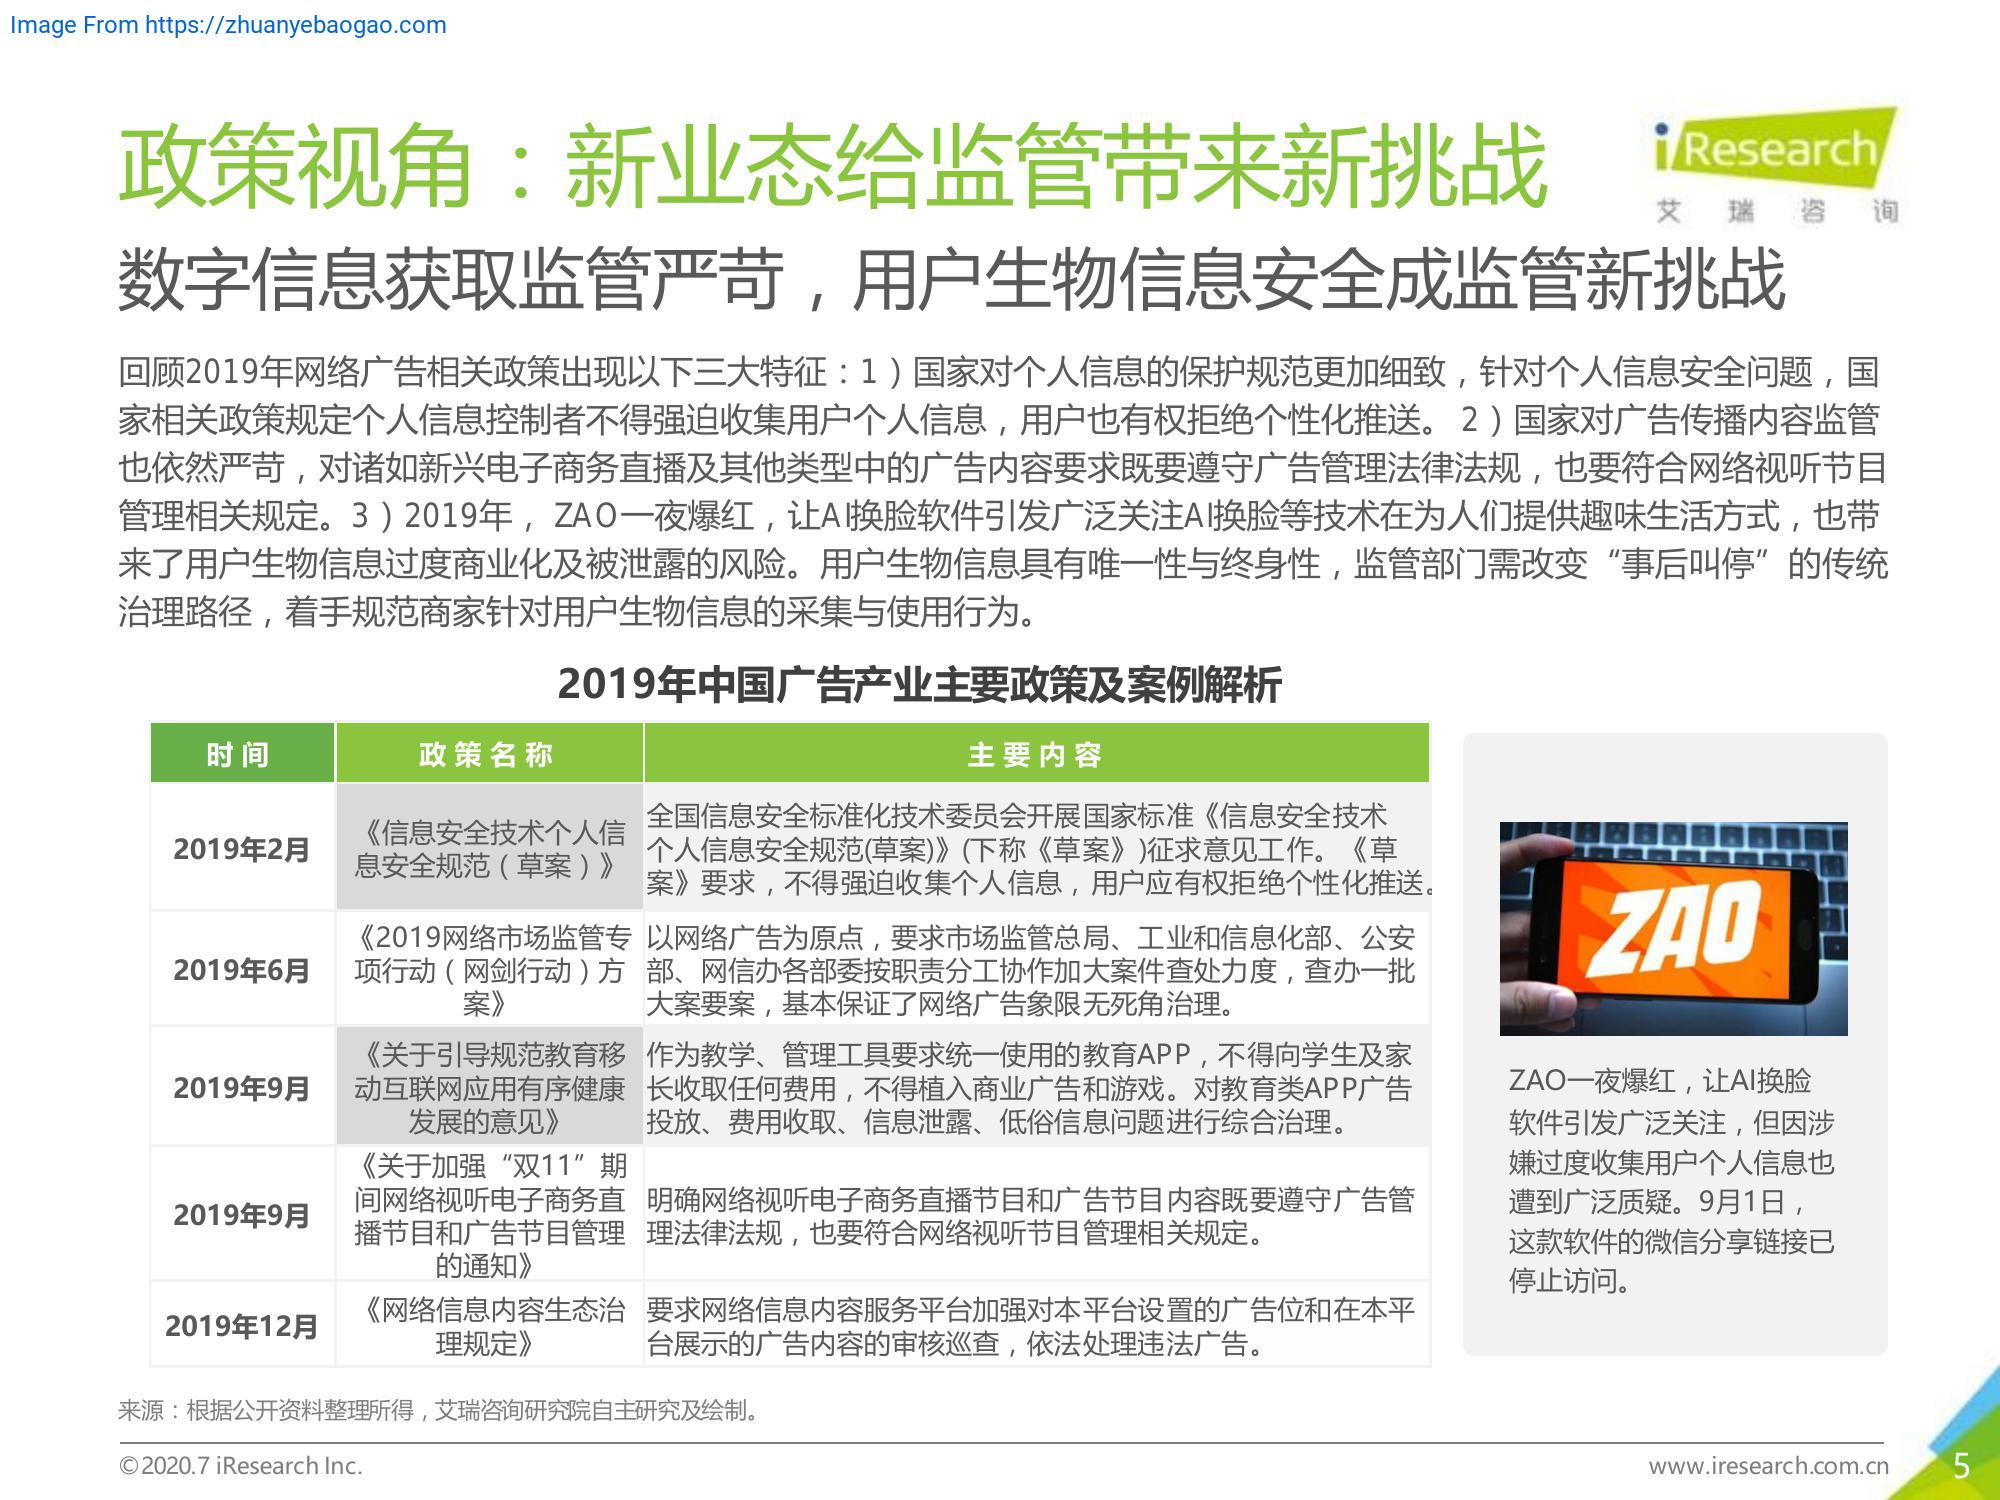 Image From https://zhuanyebaogao.com
政策视角：新业态给监管带来新挑战
iResearch
艾瑞咨询
数字信息获取监管严苛，用户生物信息安全成监管新挑战
回顾2019年网络广告相关政策出现以下三大特征：1）国家对个人信息的保护规范更加细致，针对个人信息安全问题，国
家相关政策规定个人信息控制者不得强迫收集用户个人信息，用户也有权拒绝个性化推送。 2）国家对广告传播内容监管
也依然严苛，对诸如新兴电子商务直播及其他类型中的广告内容要求既要遵守广告管理法律法规，也要符合网络视听节目
管理相关规定。3）2019年， ZAO一夜爆红，让AI换脸软件引发广泛关注AI换脸等技术在为人们提供趣味生活方式，也带
来了用户生物信息过度商业化及被泄露的风险。用户生物信息具有唯一性与终身性，监管部门需改变“事后叫停”的传统
治理路径，着手规范商家针对用户生物信息的采集与使用行为。
2019年中国广告产业主要政策及案例解析
时间
政策名称
主要内容
2019年2月
《信息安全技术个人信
息安全规范（草案）》
全国信息安全标准化技术委员会开展国家标准《信息安全技术
个人信息安全规范(草案)》(下称《草案》)征求意见工作。《草
案》要求，不得强迫收集个人信息，用户应有权拒绝个性化推送。
2019年6月
《2019网络市场监管专
项行动（网剑行动）方
案》
以网络广告为原点，要求市场监管总局、工业和信息化部、公安
部、网信办各部委按职责分工协作加大案件查处力度，查办一批
大案要案，基本保证了网络广告象限无死角治理。
2019年9月
《关于引导规范教育移
动互联网应用有序健康
发展的意见》
作为教学、管理工具要求统一使用的教育APP，不得向学生及家
长收取任何费用，不得植入商业广告和游戏。对教育类APP广告
投放、费用收取、信息泄露、低俗信息问题进行综合治理。
2019年9月
《关于加强“双11”期
间网络视听电子商务直
播节目和广告节目管理
的通知》
明确网络视听电子商务直播节目和广告节目内容既要遵守广告管
理法律法规，也要符合网络视听节目管理相关规定。
2019年12月
《网络信息内容生态治
理规定》
要求网络信息内容服务平台加强对本平台设置的广告位和在本平
台展示的广告内容的审核巡查，依法处理违法广告。
ZAO
ZAO一夜爆红，让AI换脸
软件引发广泛关注，但因涉
嫌过度收集用户个人信息也
遭到广泛质疑。9月1日，
这款软件的微信分享链接已
停止访问。
来源：根据公开资料整理所得，艾瑞咨询研究院自主研究及绘制。
©2020.7 iResearch Inc.
www.iresearch.com.cn
5